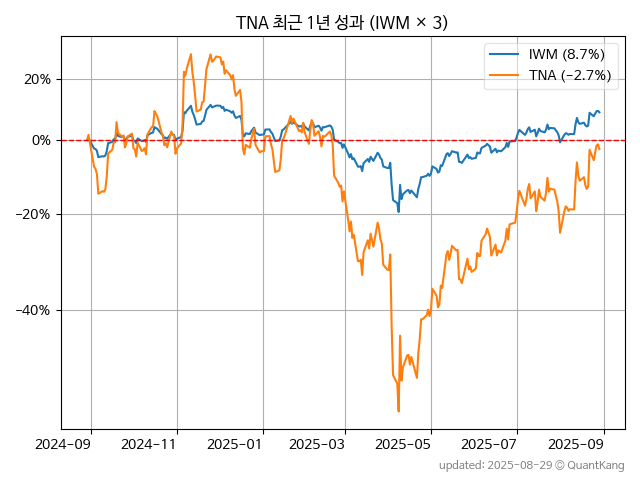 TNA 최근 1년 성과 (IWM × 3)
IWM (8.7%)
TNA (−2.7%)
20%
0%
−20%
−40%
2024−09
2024−11
2025−01
2025−03
2025−05
2025−07
2025−09
updated: 2025-08-29 © QuantKang